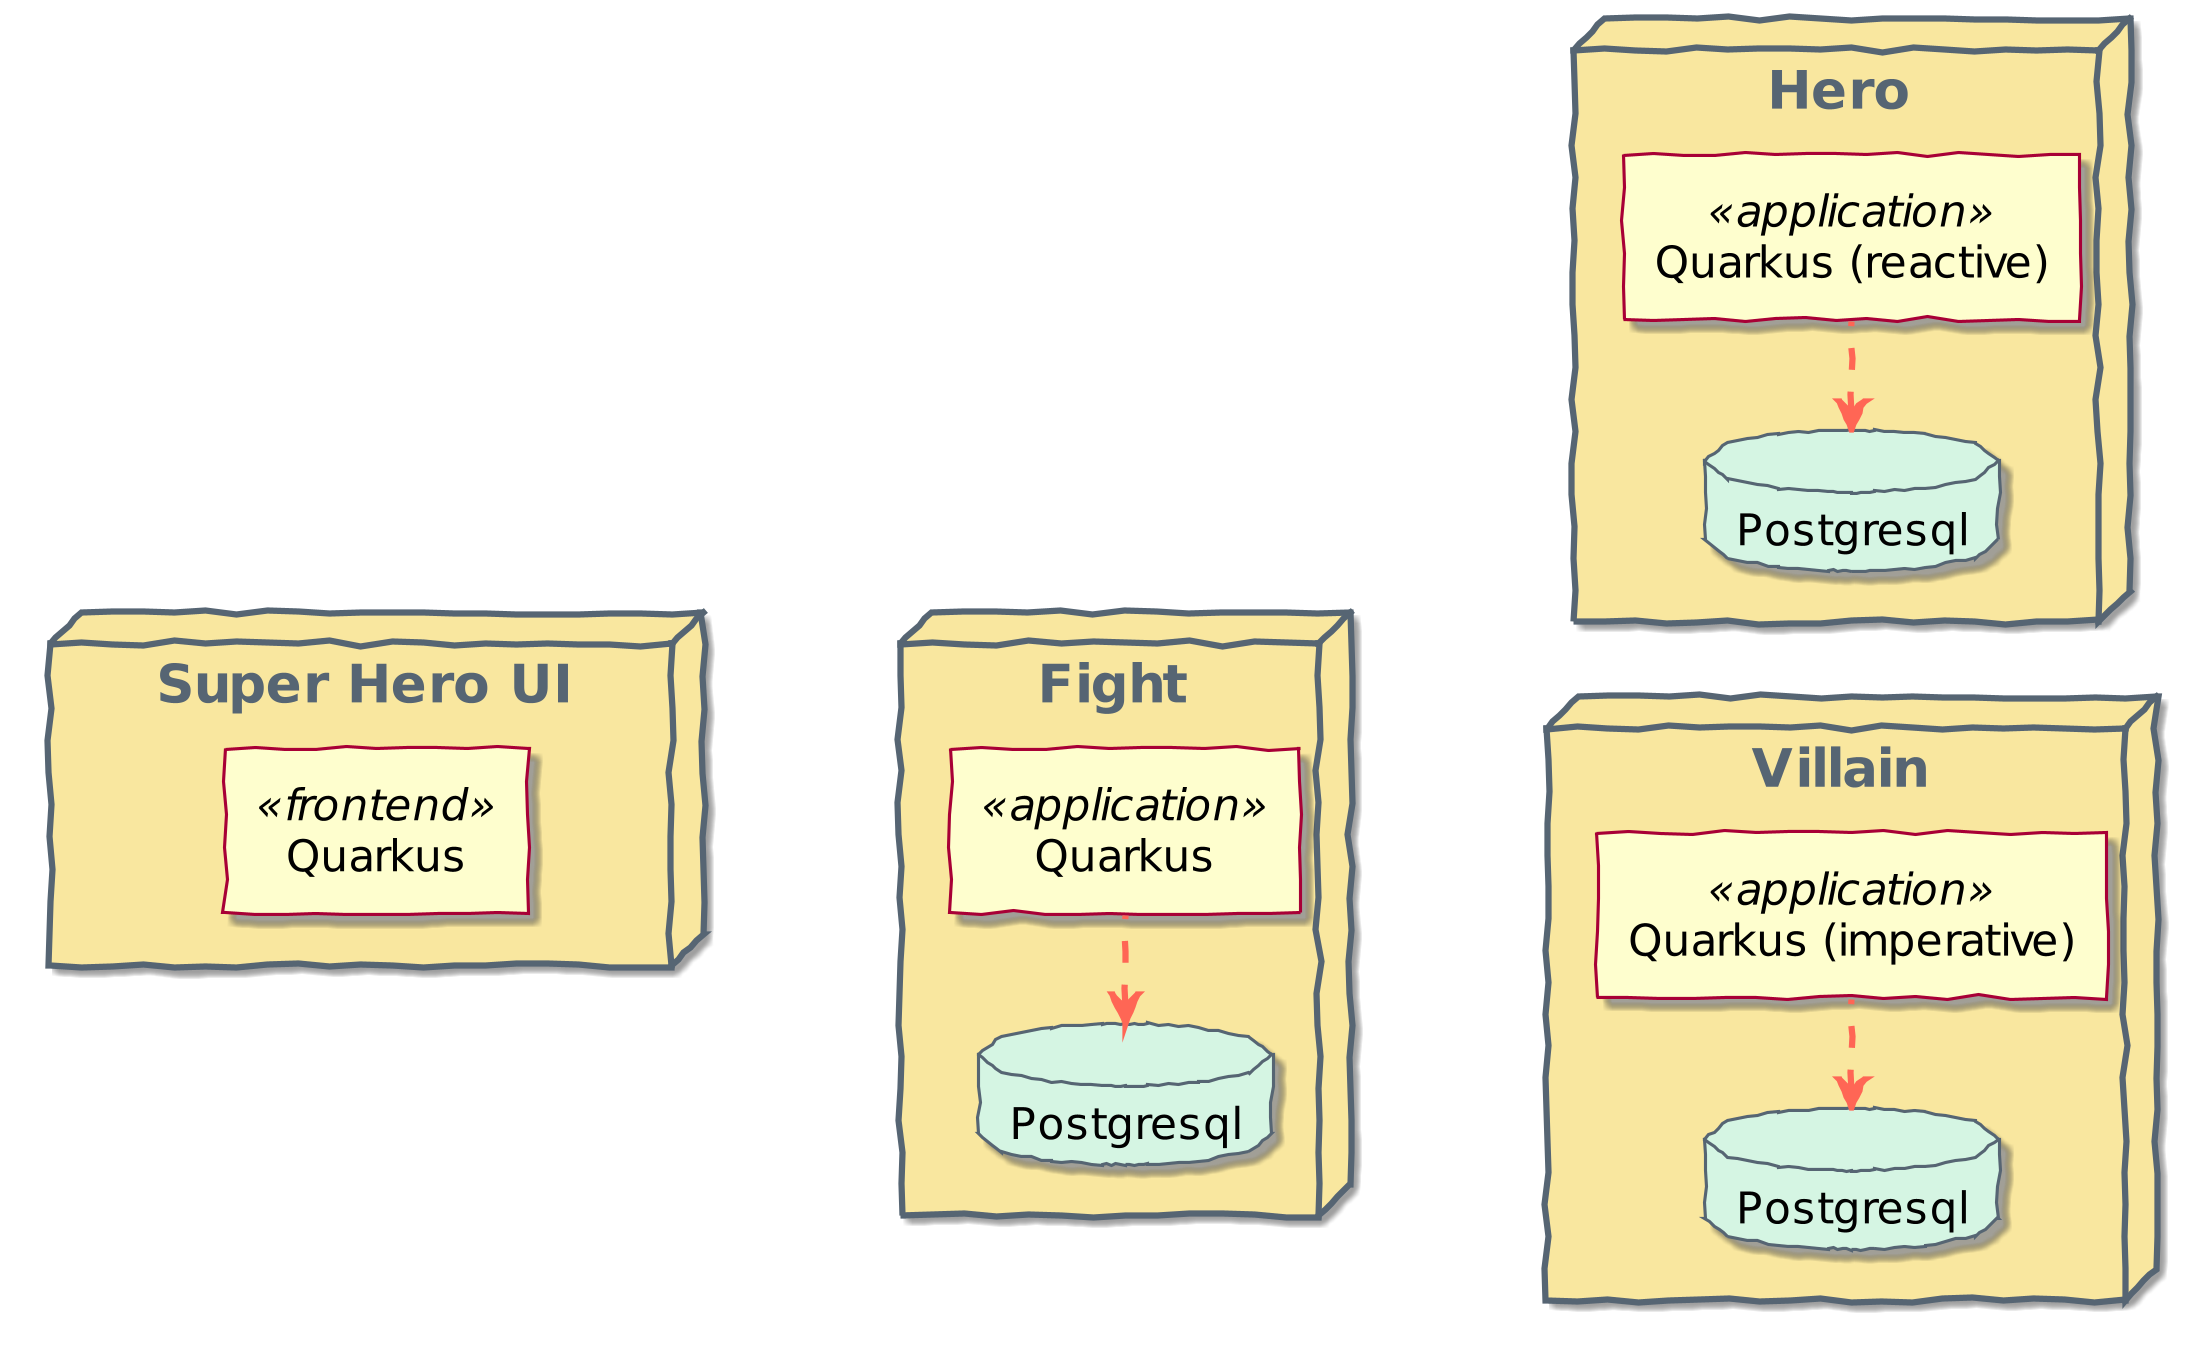 Hero
«application»
Quarkus (reactive)
Postgresql
Super Hero UI
«frontend»
Quarkus
Fight
«application»
Quarkus
Postgresql
Villain
«application»
Quarkus (imperative)
Postgresql